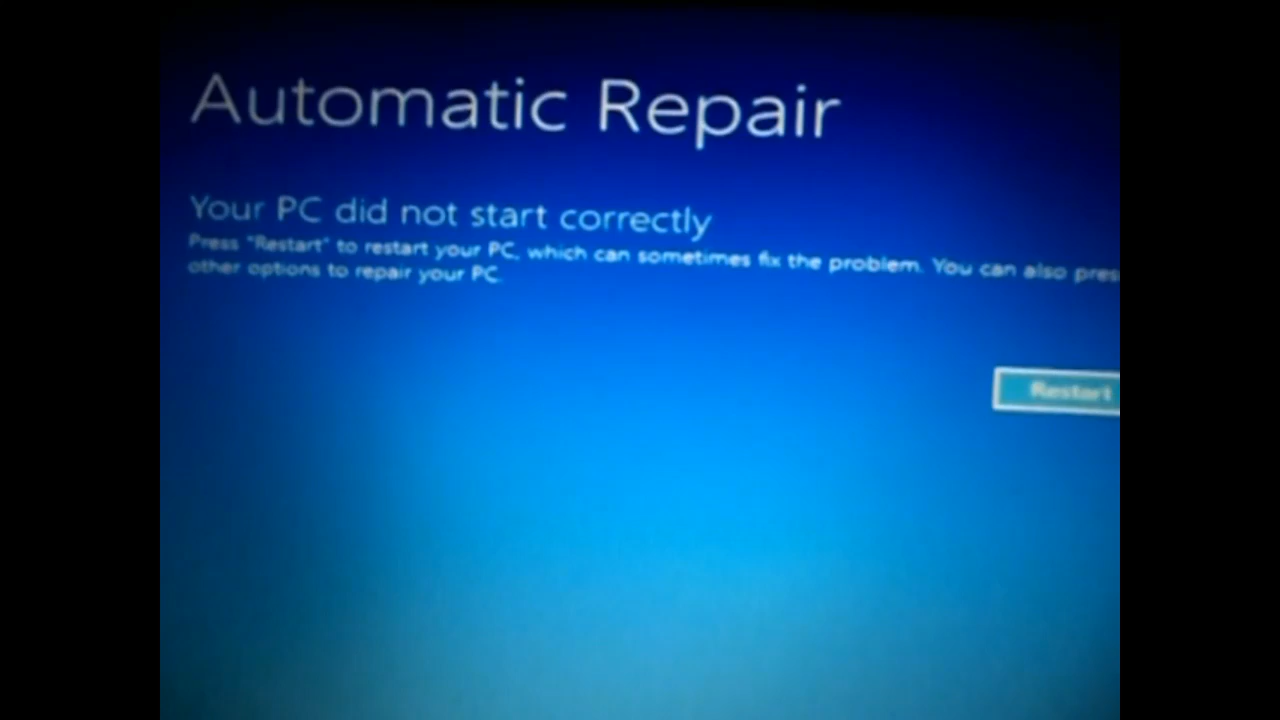 Automatic Repair
Your PC did not start correctly
Press "Restart" to restart your PC, which can sometimes fix the problem. You can also pres
other options to repair your PC.
Restart